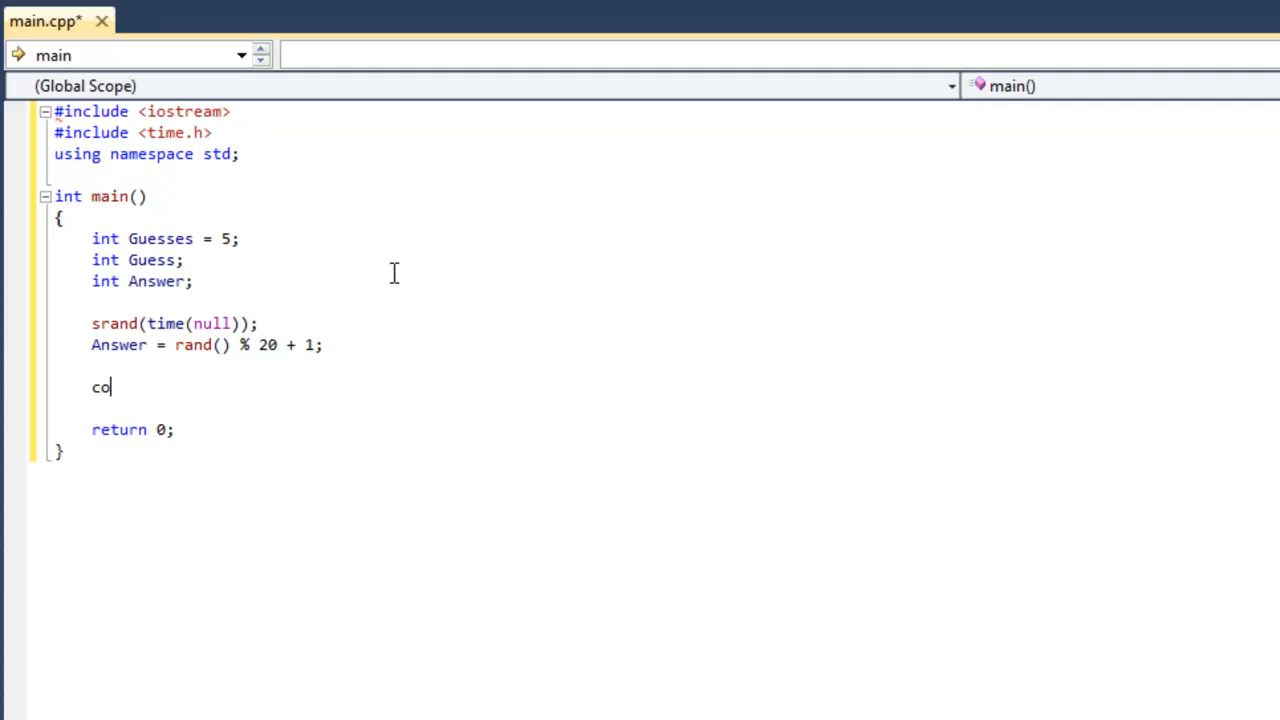 main.cpp*
main
(Global Scope)
main()
#include <iostream>
#include <time.h>
using namespace std;
int main()
{
int Guesses = 5;
int Guess;
int Answer;
srand(time(null));
Answer = rand() % 20 + 1;
co
return 0;
}